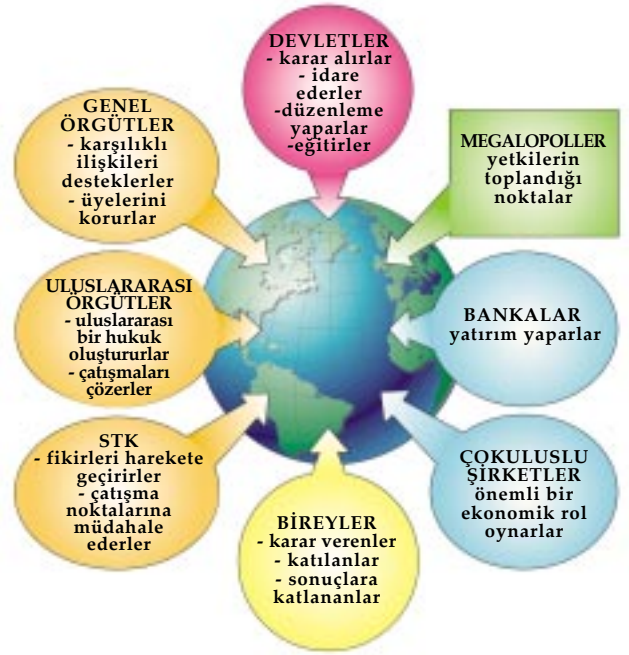 DEVLETLER
- karar alırlar
- idare
ederler
-düzenleme
yaparlar
-eğitirler
GENEL
ÖRGÜTLER
- karşılıklı
ilişkileri
desteklerler
- üyelerini
korurlar
MEGALOPOLLER
yetkilerin
toplandığı
noktalar
ULUSLARARASI
ÖRGÜTLER
- uluslararası
bir hukuk
oluştururlar
- çatışmaları
çözerler
BANKALAR
yatırım yaparlar
STK
- fikirleri harekete
geçirirler
- çatışma
noktalarına
müdahale
ederler
BİREYLER
- karar verenler
- katılanlar
- sonuçlara
katlananlar
ÇOKULUSLU
ŞİRKETLER
önemli bir
ekonomik rol
oynarlar